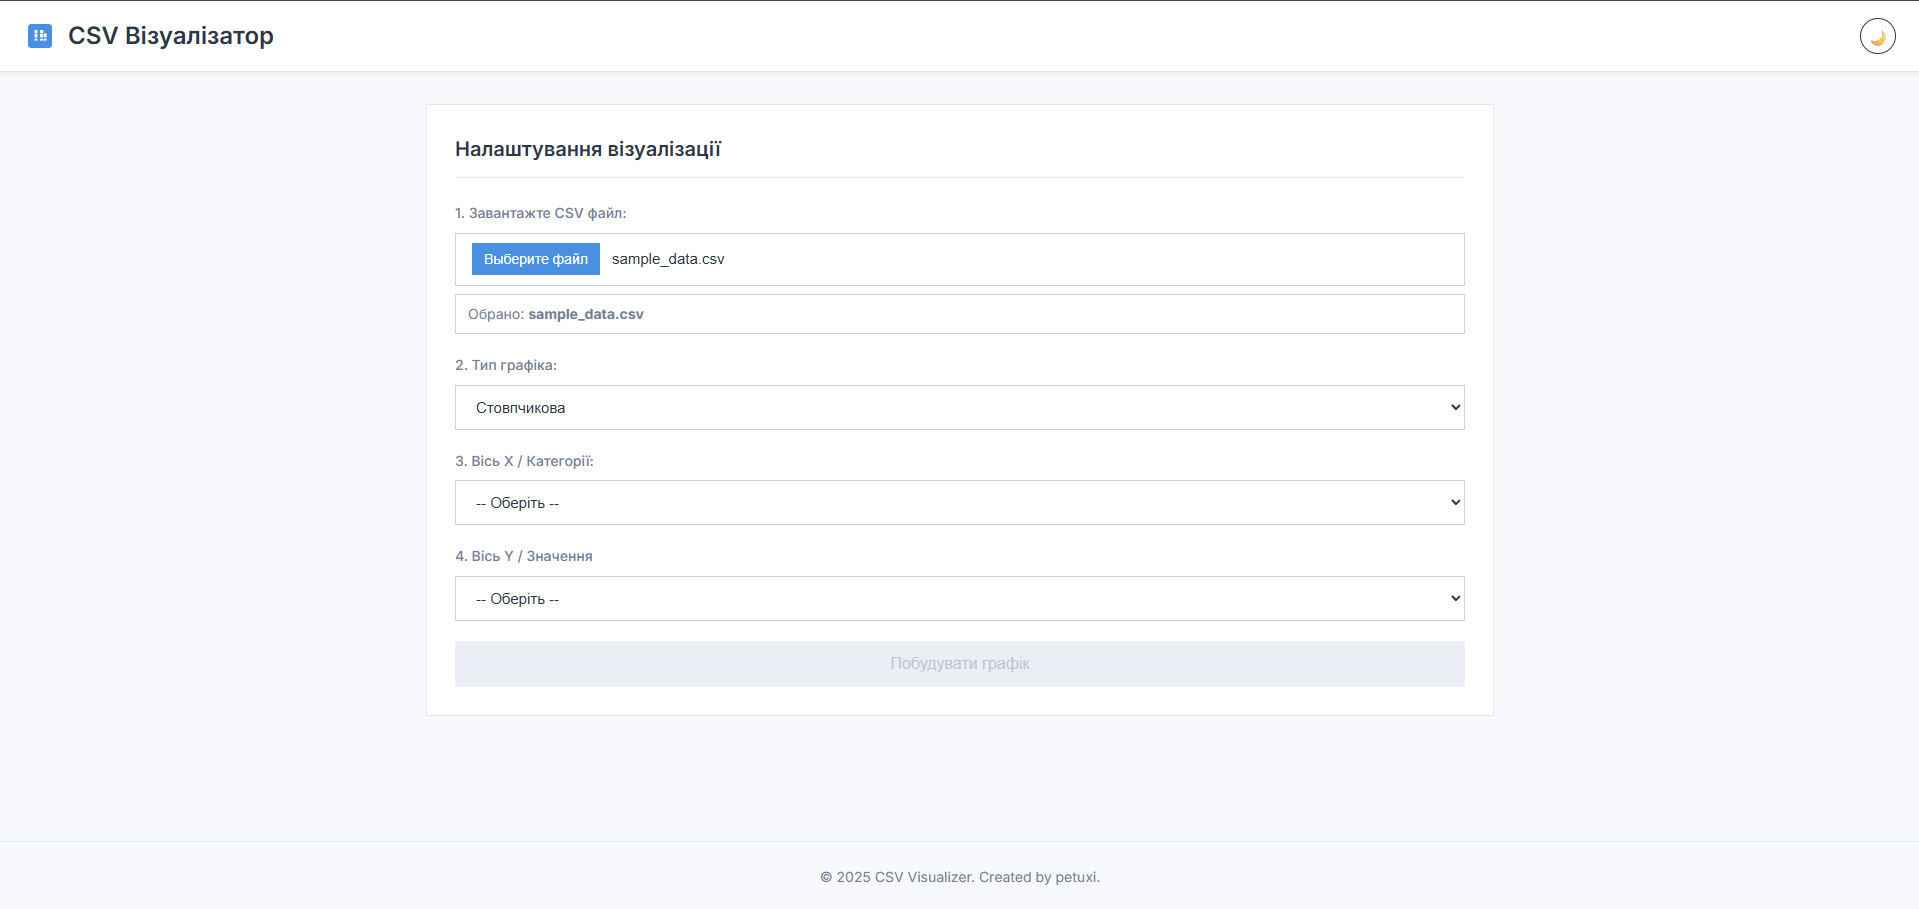 CSV Візуалізатор
Налаштування візуалізації
1. Завантажте CSV файл:
Выберите файл sample_data.csv
Обрано: sample_data.csv
2. Тип графіка:
Стовпчикова
3. Вісь X / Категорії:
-- Оберіть --
4. Вісь Y / Значення
-- Оберіть --
Побудувати графік
© 2025 CSV Visualizer. Created by petuxi.